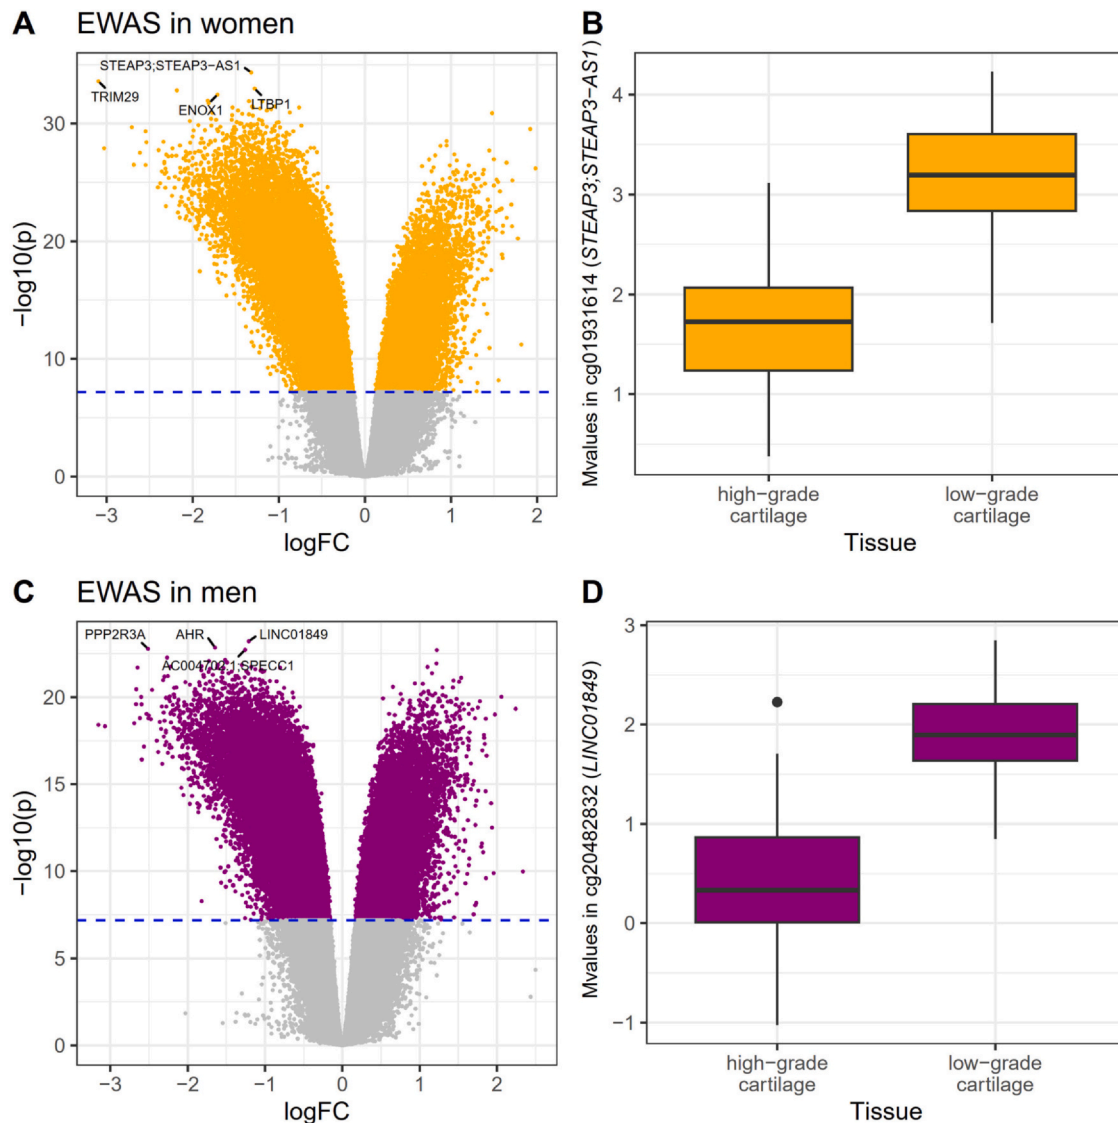 A
EWAS in women
STEAP3;STEAP3−AS1
TRIM29
ENOX1
LTBP1
−log10(p)
30
20
10
0
−3
−2
−1
0
1
2
logFC
B
Mvalues in cg01931614 (STEAP3;STEAP3−AS1)
4
3
2
1
high−grade
cartilage
low−grade
cartilage
Tissue
C
EWAS in men
PPP2R3A
AHR
LINC01849
AC004702.1;SPECC1
−log10(p)
20
15
10
5
0
−3
−2
−1
0
1
2
logFC
D
Mvalues in cg20482832 (LINC01849)
3
2
1
0
−1
high−grade
cartilage
low−grade
cartilage
Tissue